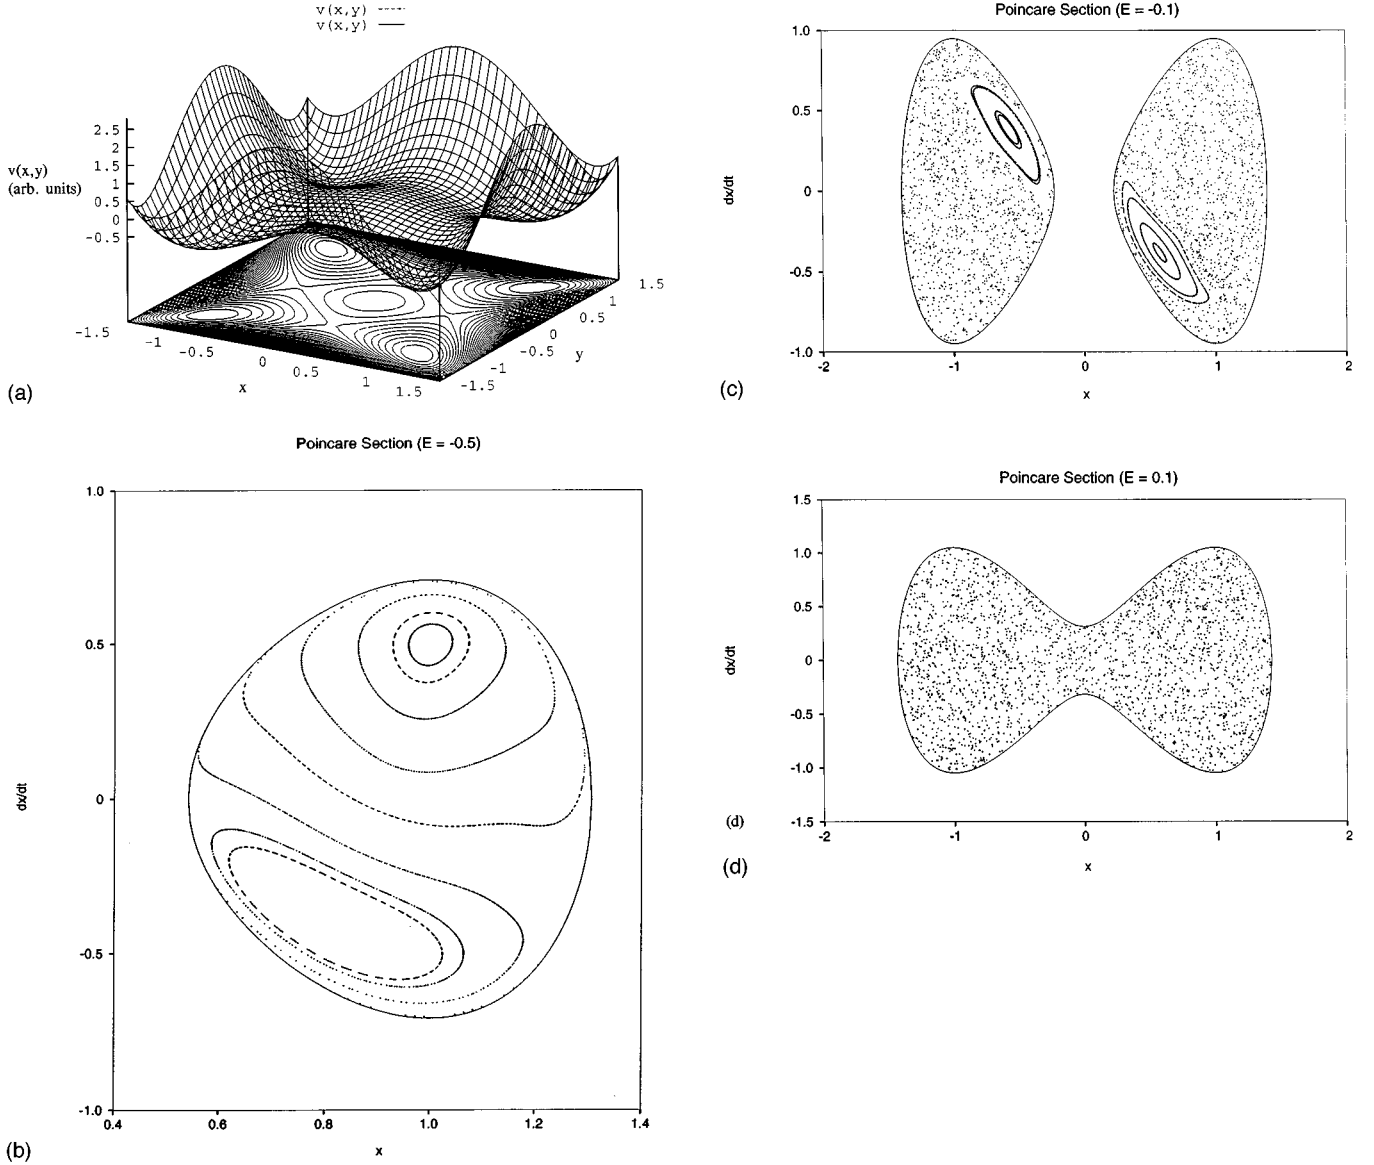 v(x,y)
v(x,y)
2.5
2
1.5
1
0.5
0
-0.5
v(x,y)
(arb. units)
-1.5
-1
-0.5
0
0.5
1
1.5
x
-1.5
-1
-0.5
0
0.5
1
1.5
y
(a)
Poincare Section (E = -0.1)
1.0
0.5
0
-0.5
-1.0
dx/dt
-2
-1
0
1
2
x
(c)
Poincare Section (E = -0.5)
1.0
0.5
0
-0.5
-1.0
dx/dt
0.4
0.6
0.8
1.0
1.2
1.4
x
(b)
Poincare Section (E = 0.1)
1.5
1.0
0.5
0
-0.5
-1.0
-1.5
dx/dt
(d)
-2
-1
0
1
2
x
(d)